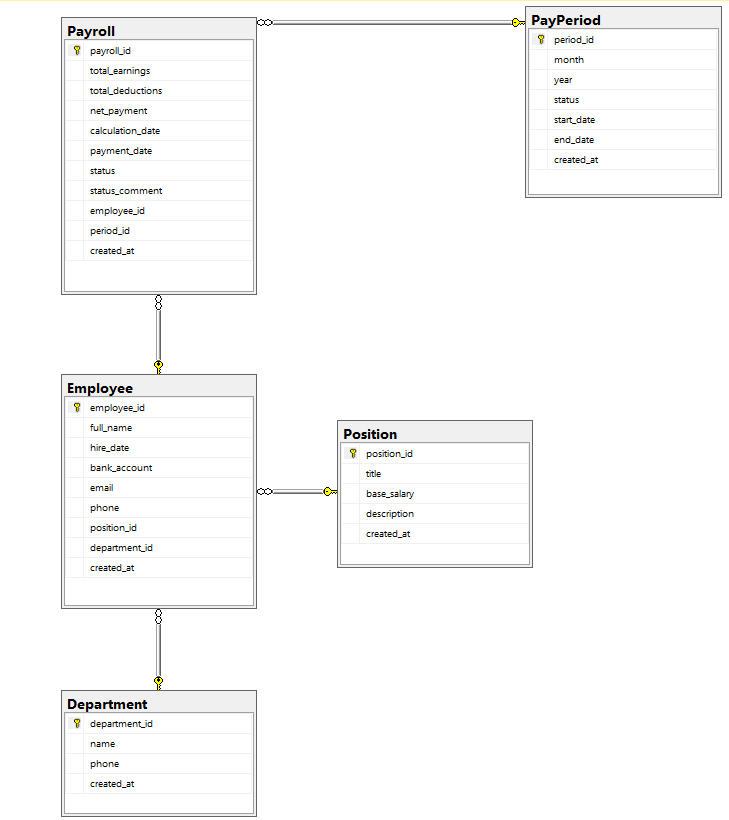 Payroll
payroll_id
total_earnings
total_deductions
net_payment
calculation_date
payment_date
status
status_comment
employee_id
period_id
created_at
PayPeriod
period_id
month
year
status
start_date
end_date
created_at
Employee
employee_id
full_name
hire_date
bank_account
email
phone
position_id
department_id
created_at
Position
position_id
title
base_salary
description
created_at
Department
department_id
name
phone
created_at